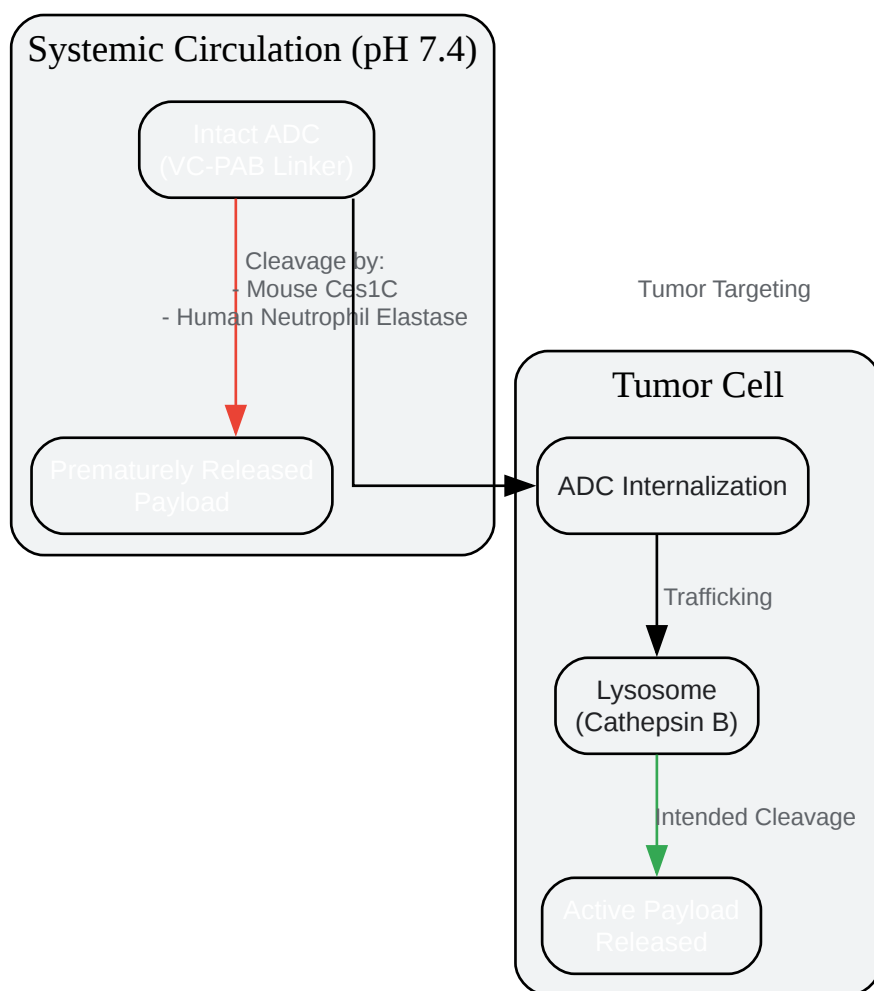 Systemic Circulation (pH 7.4)
Intact ADC
(VC-PAB Linker)
Cleavage by:
- Mouse Ces1C
- Human Neutrophil Elastase
Tumor Targeting
Prematurely Released
Payload
Tumor Cell
ADC Internalization
Trafficking
Lysosome
(Cathepsin B)
Intended Cleavage
Active Payload
Released